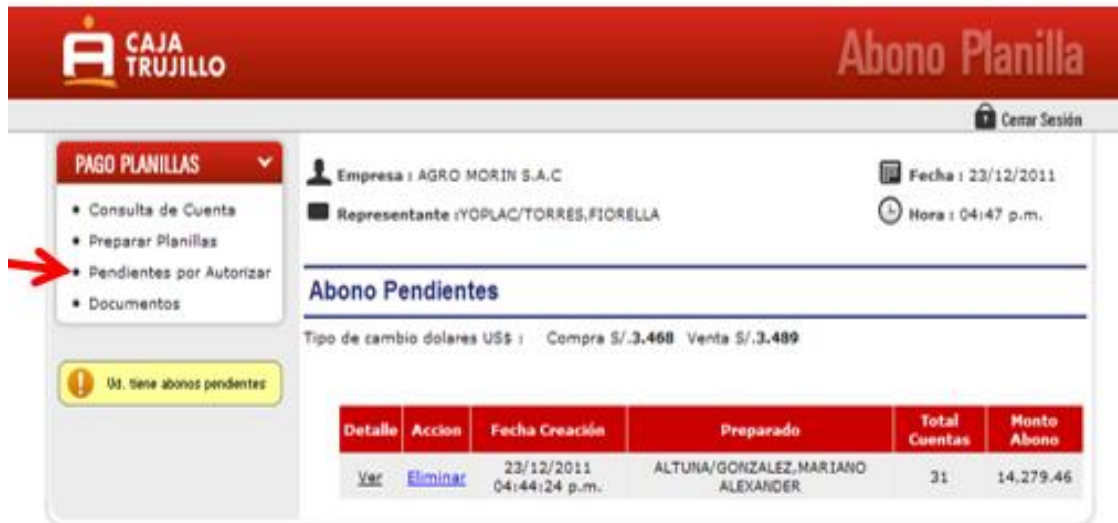 CAJA
TRUJILLO
Abono Planilla
Cerrar Sesión
PAGO PLANILLAS
Consulta de Cuenta
Preparar Planillas
Pendientes por Autorizar
Documentos
Ud. tiene abonos pendientes
Empresa : AGRO MORIN S.A.C
Fecha : 23/12/2011
Representante :YOPLAC/TORRES,FIORELLA
Hora : 04:47 p.m.
Abono Pendientes
Tipo de cambio dolares US$ : Compra S/.3.468 Venta S/.3.489
Detalle Accion Fecha Creación Preparado Total Cuentas Monto Abono
Ver Eliminar 23/12/2011 04:44:24 p.m. ALTUNA/GONZALEZ,MARIANO ALEXANDER 31 14,279.46